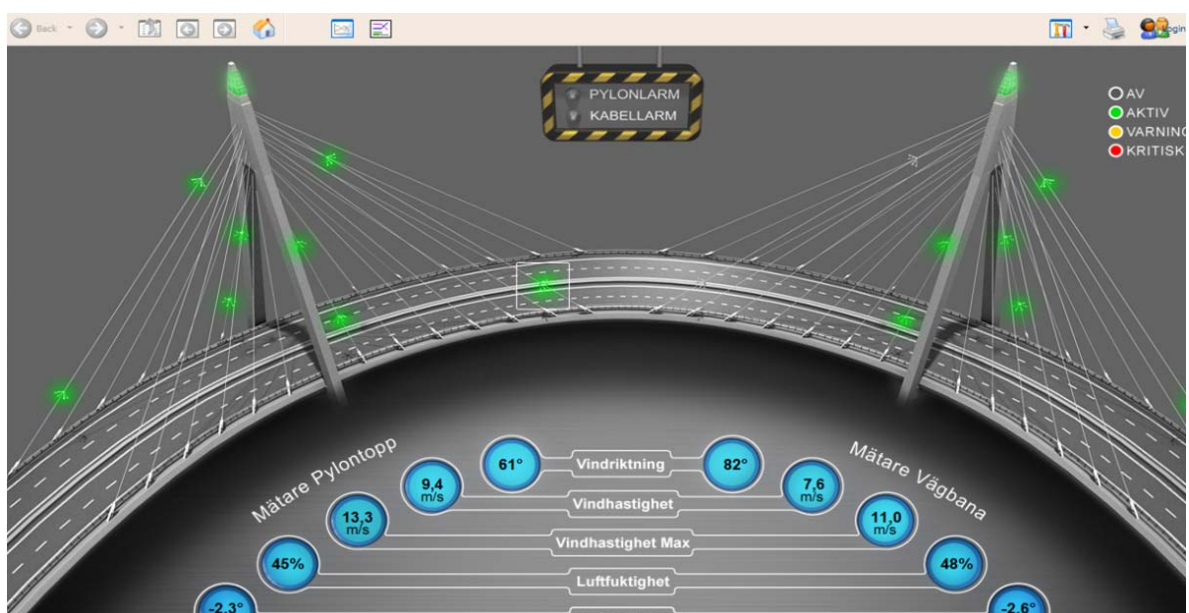 Back
Login
PYLONLARM
KABELLARM
AV
AKTIV
VARNING
KRITISK
Mätare Pylontopp
Mätare Vägbana
61°
Vindriktning
82°
9,4
m/s
Vindhastighet
7,6
m/s
13,3
m/s
Vindhastighet Max
11,0
m/s
45%
Luftfuktighet
48%
-2,3°
-2,6°